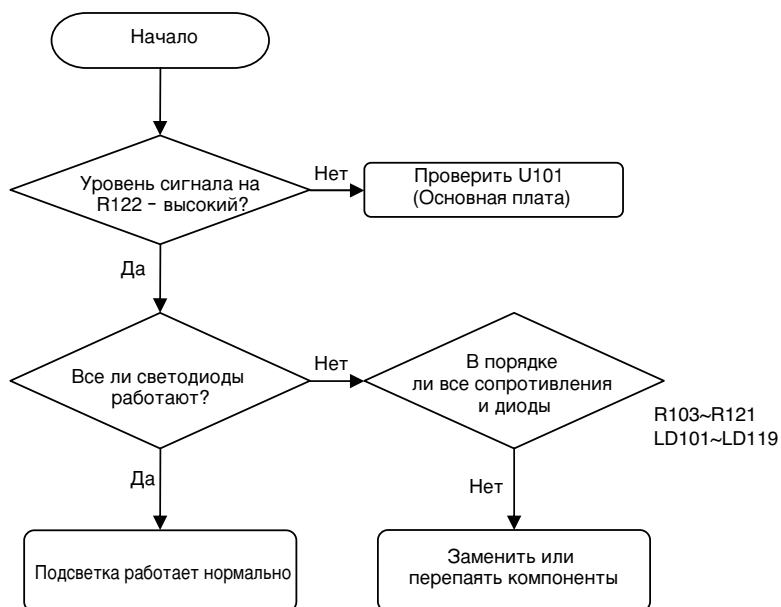 Начало
Уровень сигнала на
R122 - высокий?
Нет
Проверить U101
(Основная плата)
Да
Все ли светодиоды
работают?
Нет
В порядке
ли все сопротивления
и диоды
R103~R121
LD101~LD119
Да
Нет
Подсветка работает нормально
Заменить или
перепаять компоненты